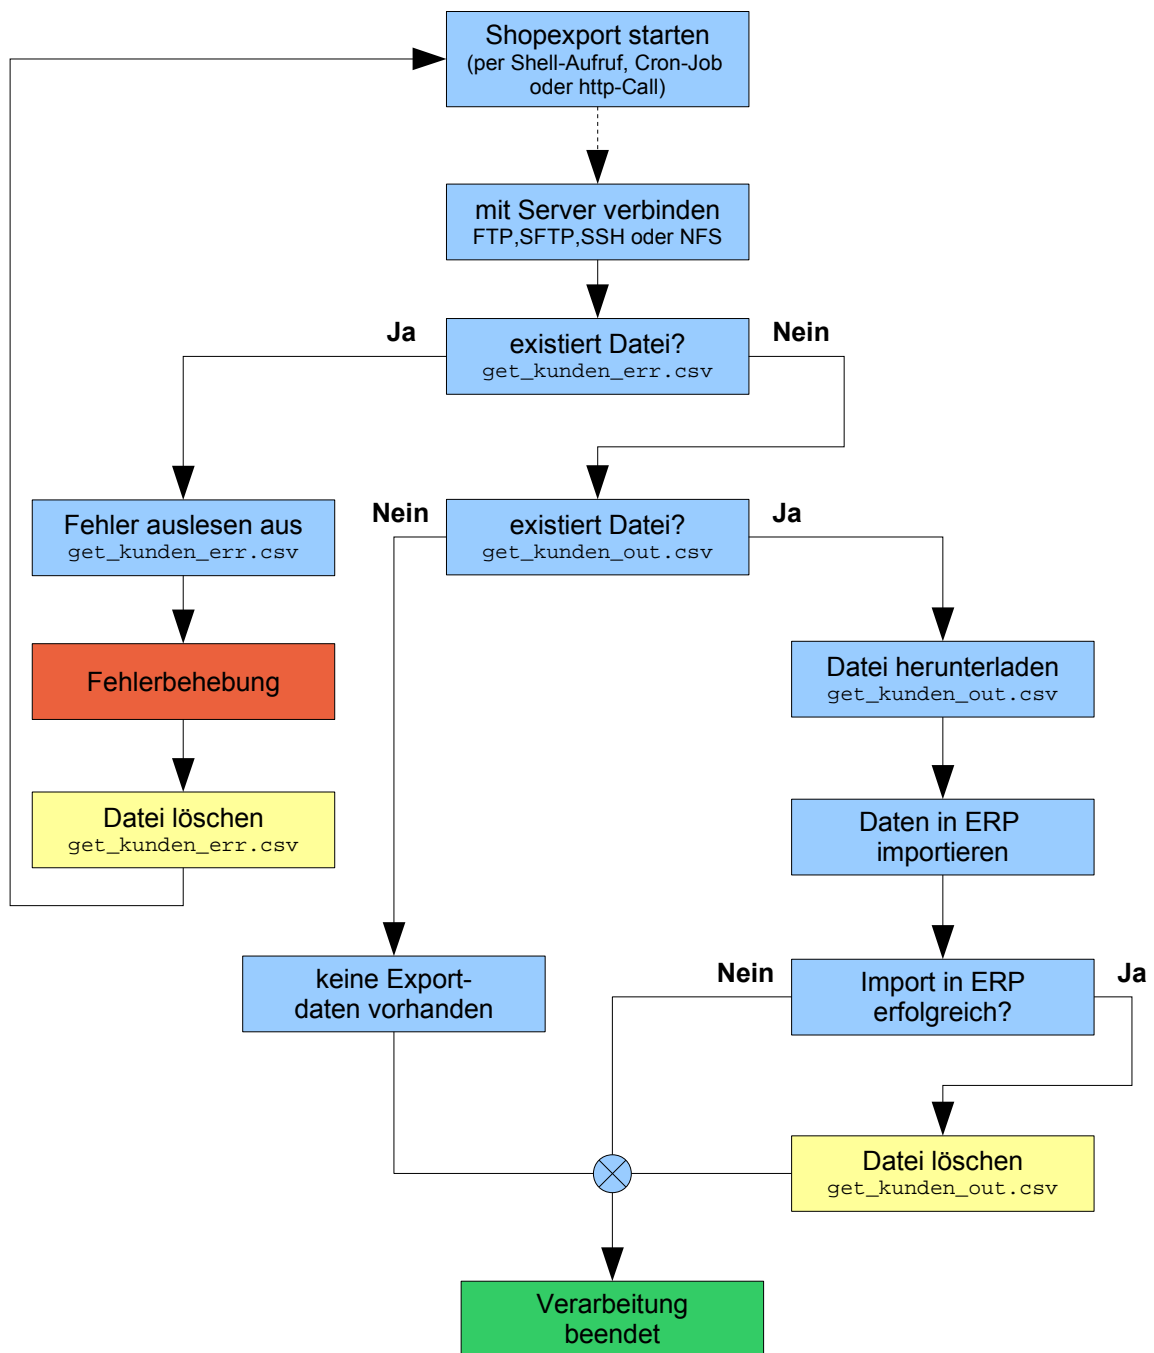 Shopexport starten
(per Shell-Aufruf, Cron-Job
oder http-Call)
mit Server verbinden
FTP,SFTP,SSH oder NFS
Ja
Nein
existiert Datei?
get_kunden_err.csv
Fehler auslesen aus
get_kunden_err.csv
Nein
existiert Datei?
get_kunden_out.csv
Ja
Fehlerbehebung
Datei herunterladen
get_kunden_out.csv
Datei löschen
get_kunden_err.csv
Daten in ERP
importieren
keine Export-
daten vorhanden
Nein
Import in ERP
erfolgreich?
Ja
Datei löschen
get_kunden_out.csv
Verarbeitung
beendet